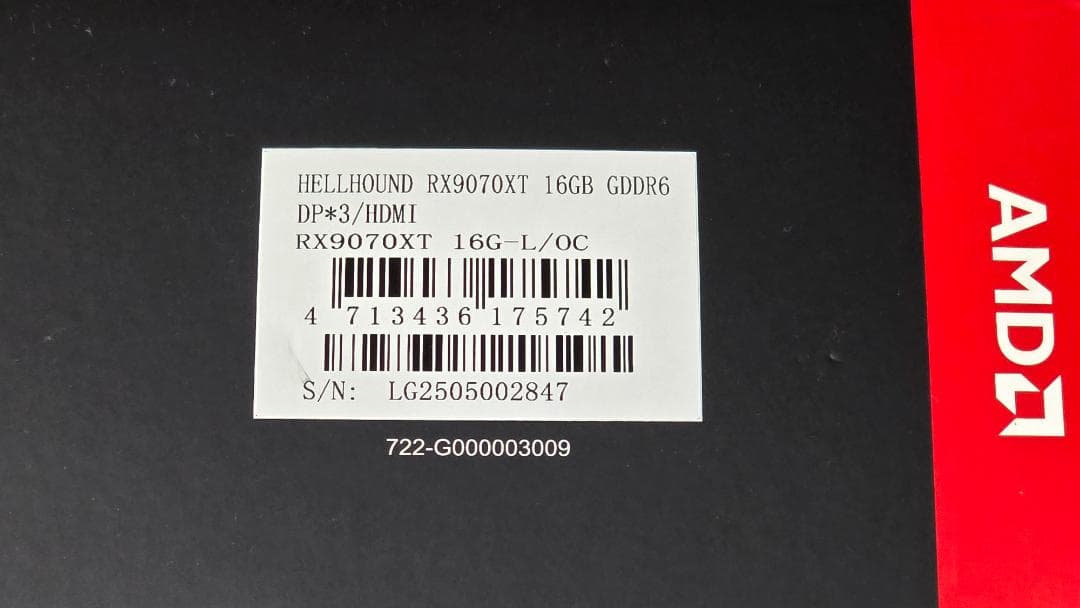 HELLHOUND RX9070XT 16GB GDDR6
DP*3/HDMI
RX9070XT 16G-L/OC
4 713436 175742
S/N: LG2505002847
722-G000003009
AMD